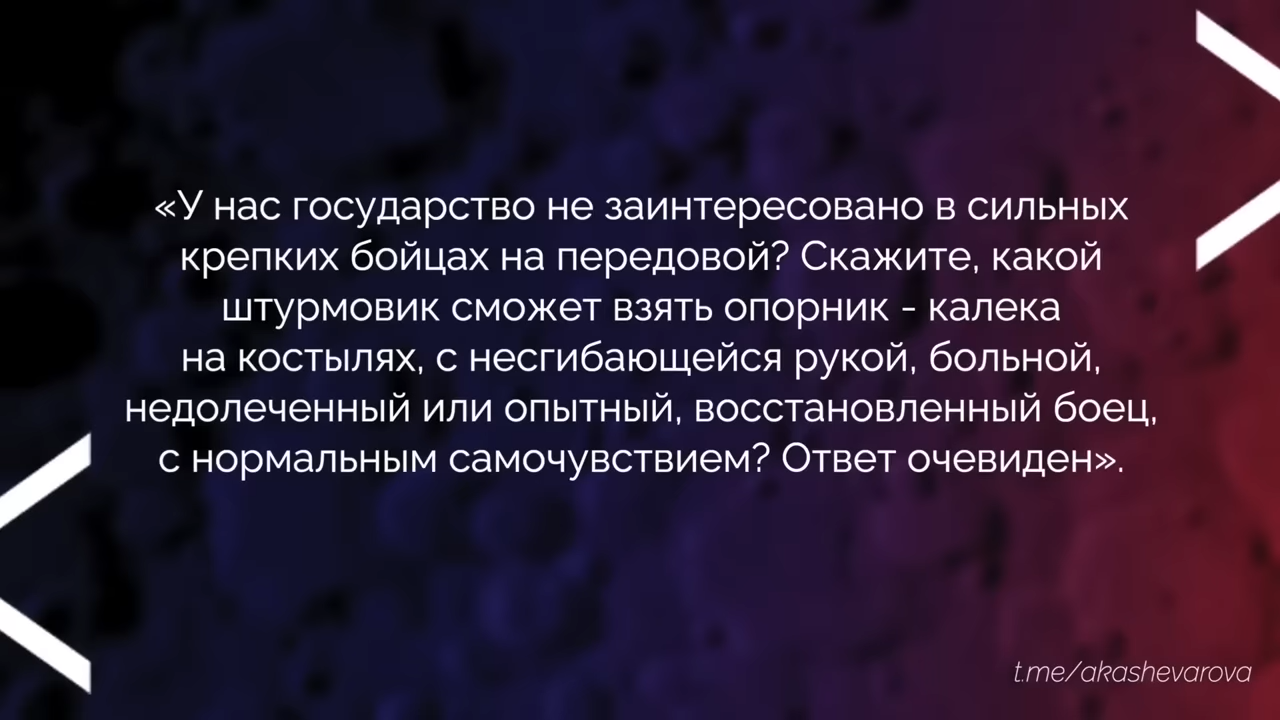 «У нас государство не заинтересовано в сильных
крепких бойцах на передовой? Скажите, какой
штурмовик сможет взять опорник - калека
на костылях, с несгибающейся рукой, больной,
недолеченный или опытный, восстановленный боец,
с нормальным самочувствием? Ответ очевиден».
t.me/akashevarova